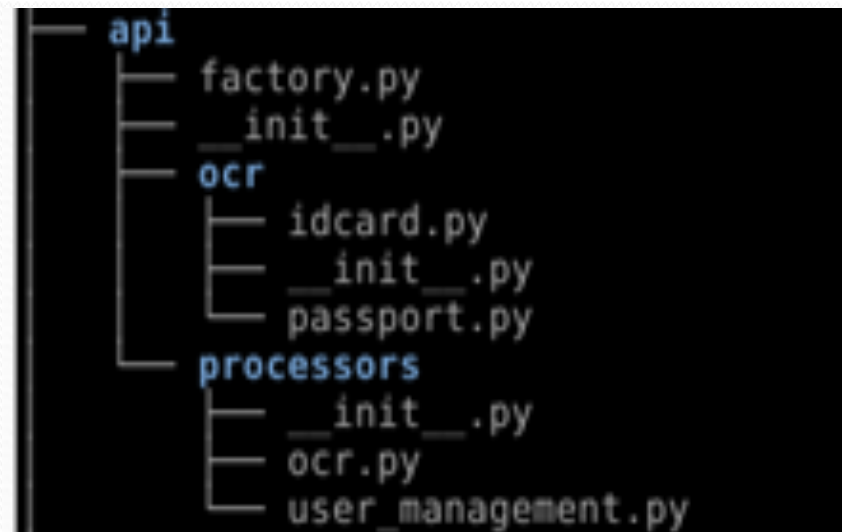 api
factory.py
__init__.py
ocr
idcard.py
__init__.py
passport.py
processors
__init__.py
ocr.py
user_management.py